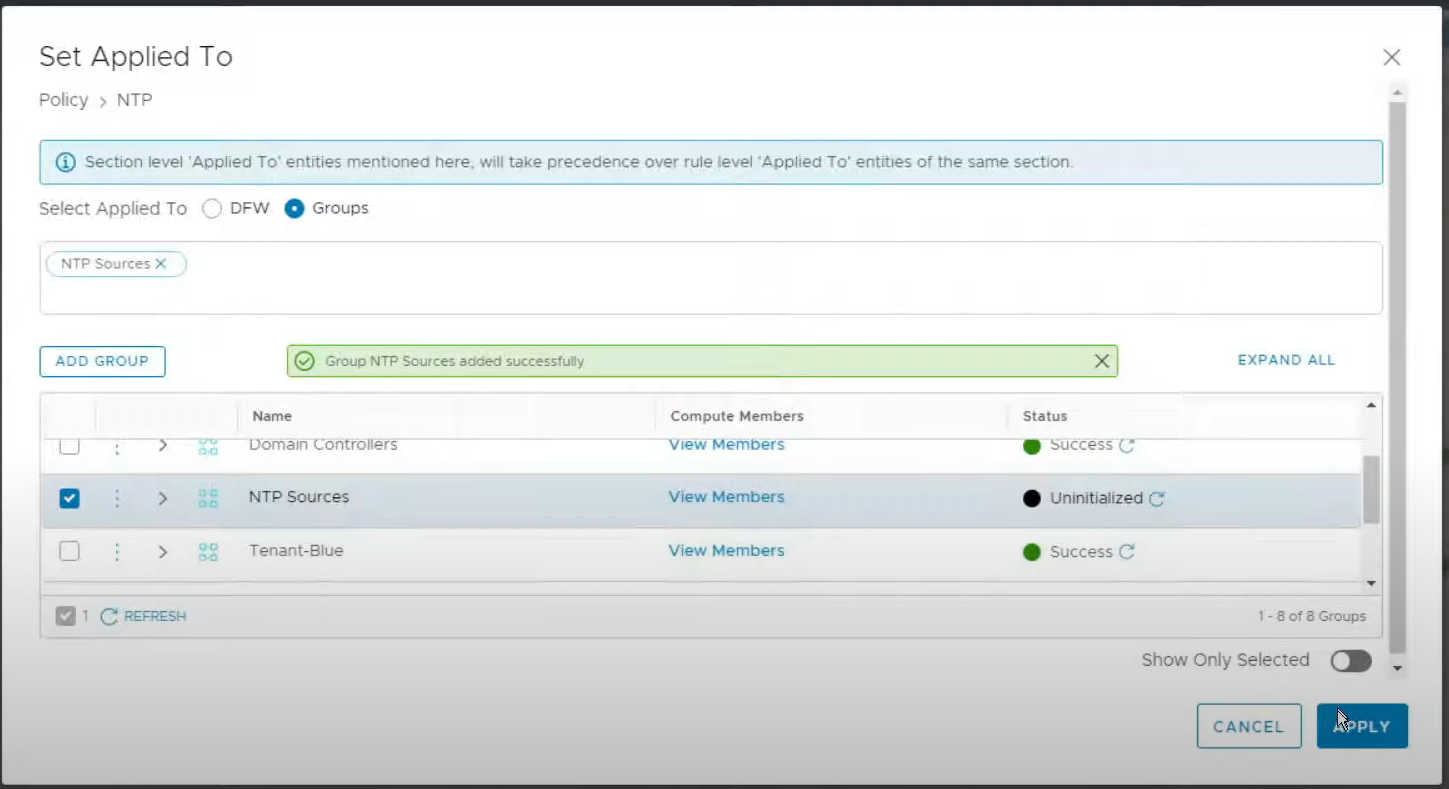 Set Applied To
Policy > NTP
Section level 'Applied To' entities mentioned here, will take precedence over rule level 'Applied To' entities of the same section.
Select Applied To DFW Groups
NTP Sources
ADD GROUP Group NTP Sources added successfully EXPAND ALL
Name Compute Members Status
Domain Controllers View Members Success
NTP Sources View Members Uninitialized
Tenant-Blue View Members Success
1 REFRESH 1 - 8 of 8 Groups
Show Only Selected
CANCEL APPLY